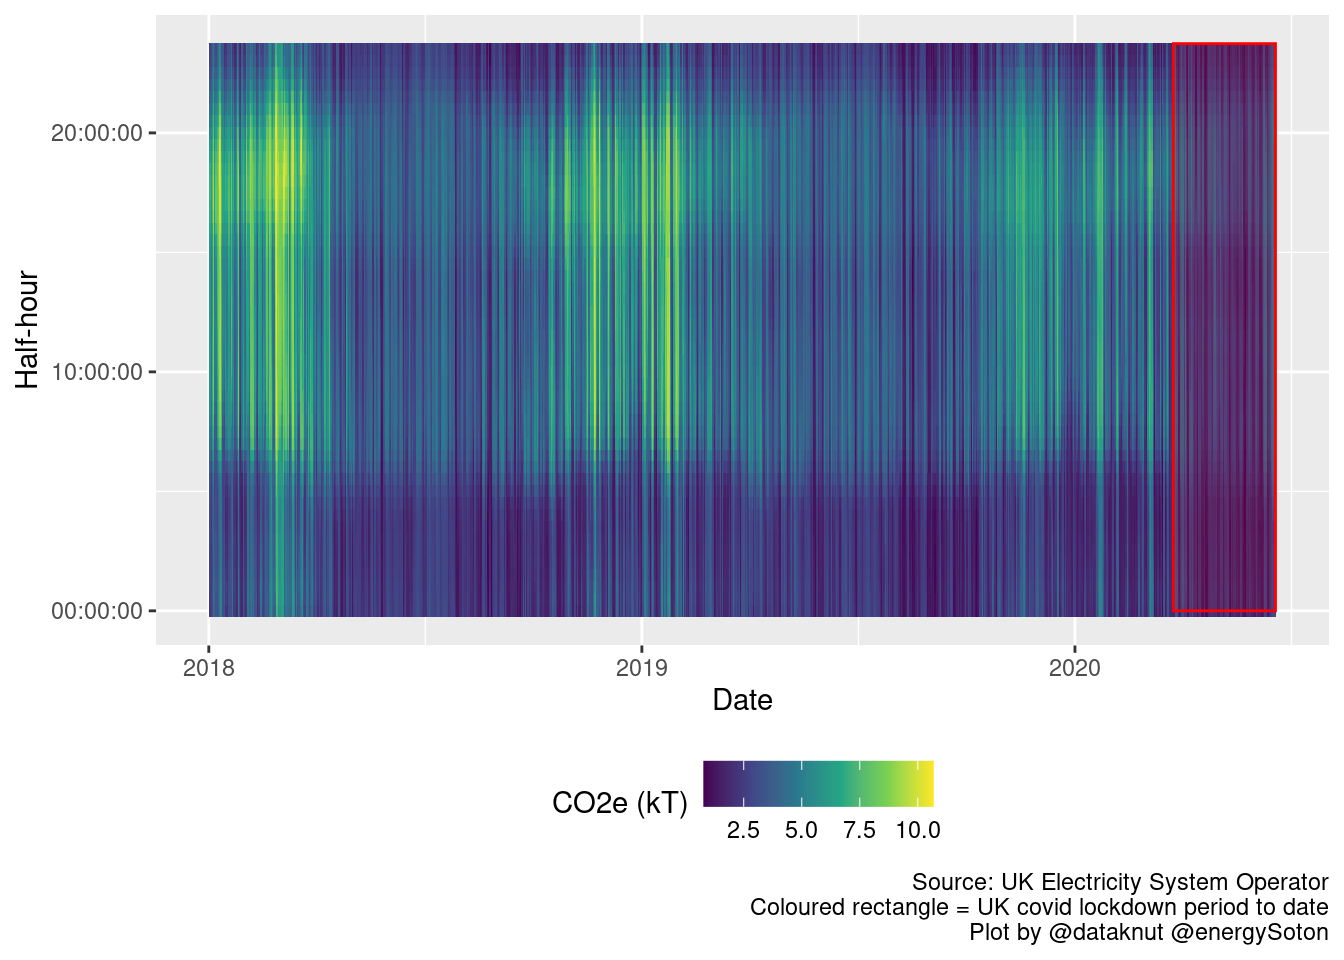 20:00:00
10:00:00
00:00:00
Half-hour
2018
2019
2020
Date
CO2e (kT)
2.5
5.0
7.5
10.0
Source: UK Electricity System Operator
Coloured rectangle = UK covid lockdown period to date
Plot by @dataknut @energySoton